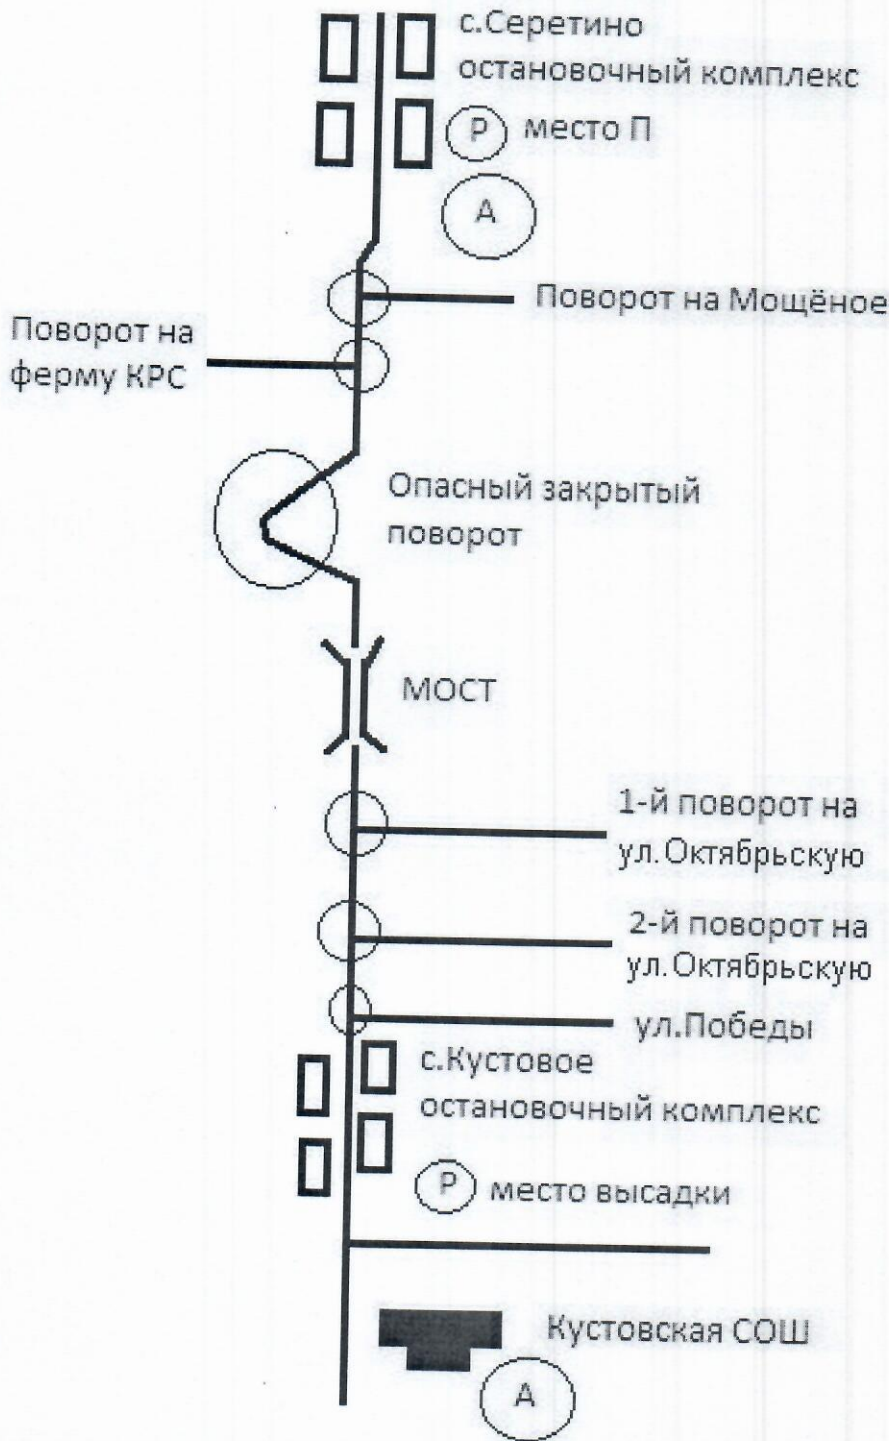 с.Серетино
остановочный комплекс
Р место П
А
Поворот на Мощёное
Поворот на
ферму КРС
Опасный закрытый
поворот
МОСТ
1-й поворот на
ул.Октябрьскую
2-й поворот на
ул.Октябрьскую
ул.Победы
с.Кустовое
остановочный комплекс
Р место высадки
Кустовская СОШ
А